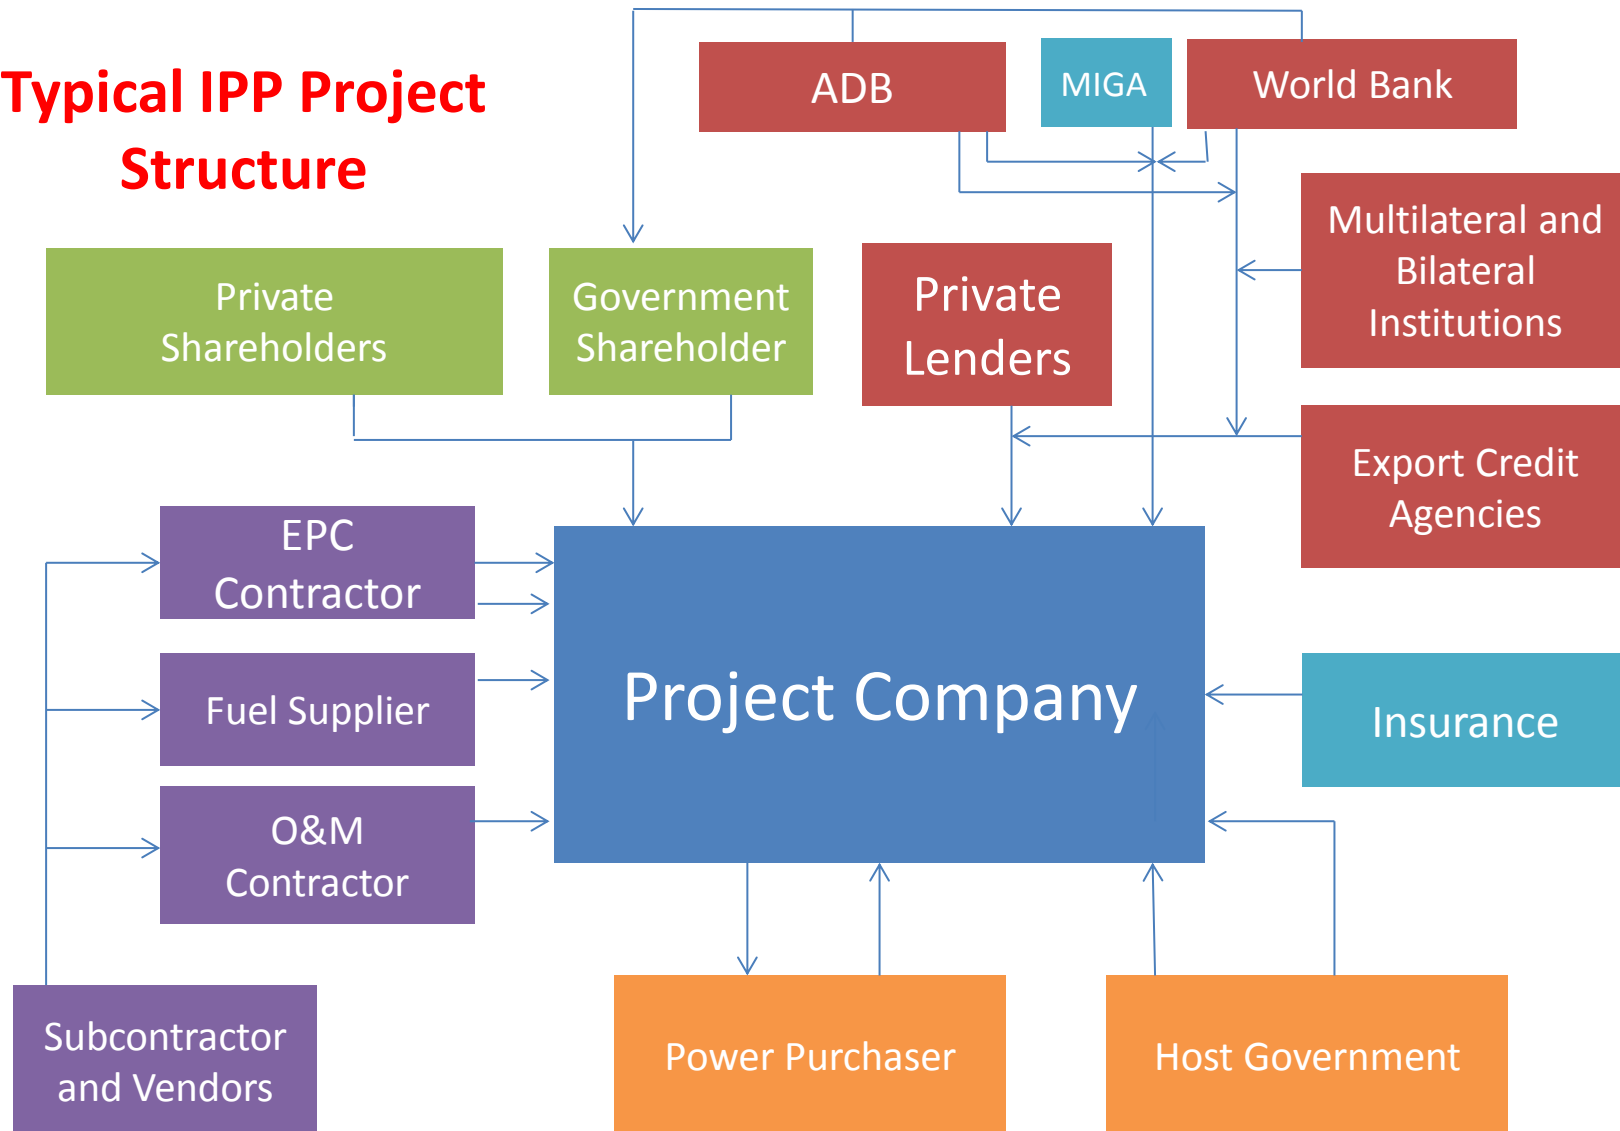 Typical IPP Project
Structure
ADB
MIGA
World Bank
Multilateral and
Bilateral
Institutions
Private
Shareholders
Government
Shareholder
Private
Lenders
Export Credit
Agencies
EPC
Contractor
Fuel Supplier
Project Company
Insurance
O&M
Contractor
Subcontractor
and Vendors
Power Purchaser
Host Government